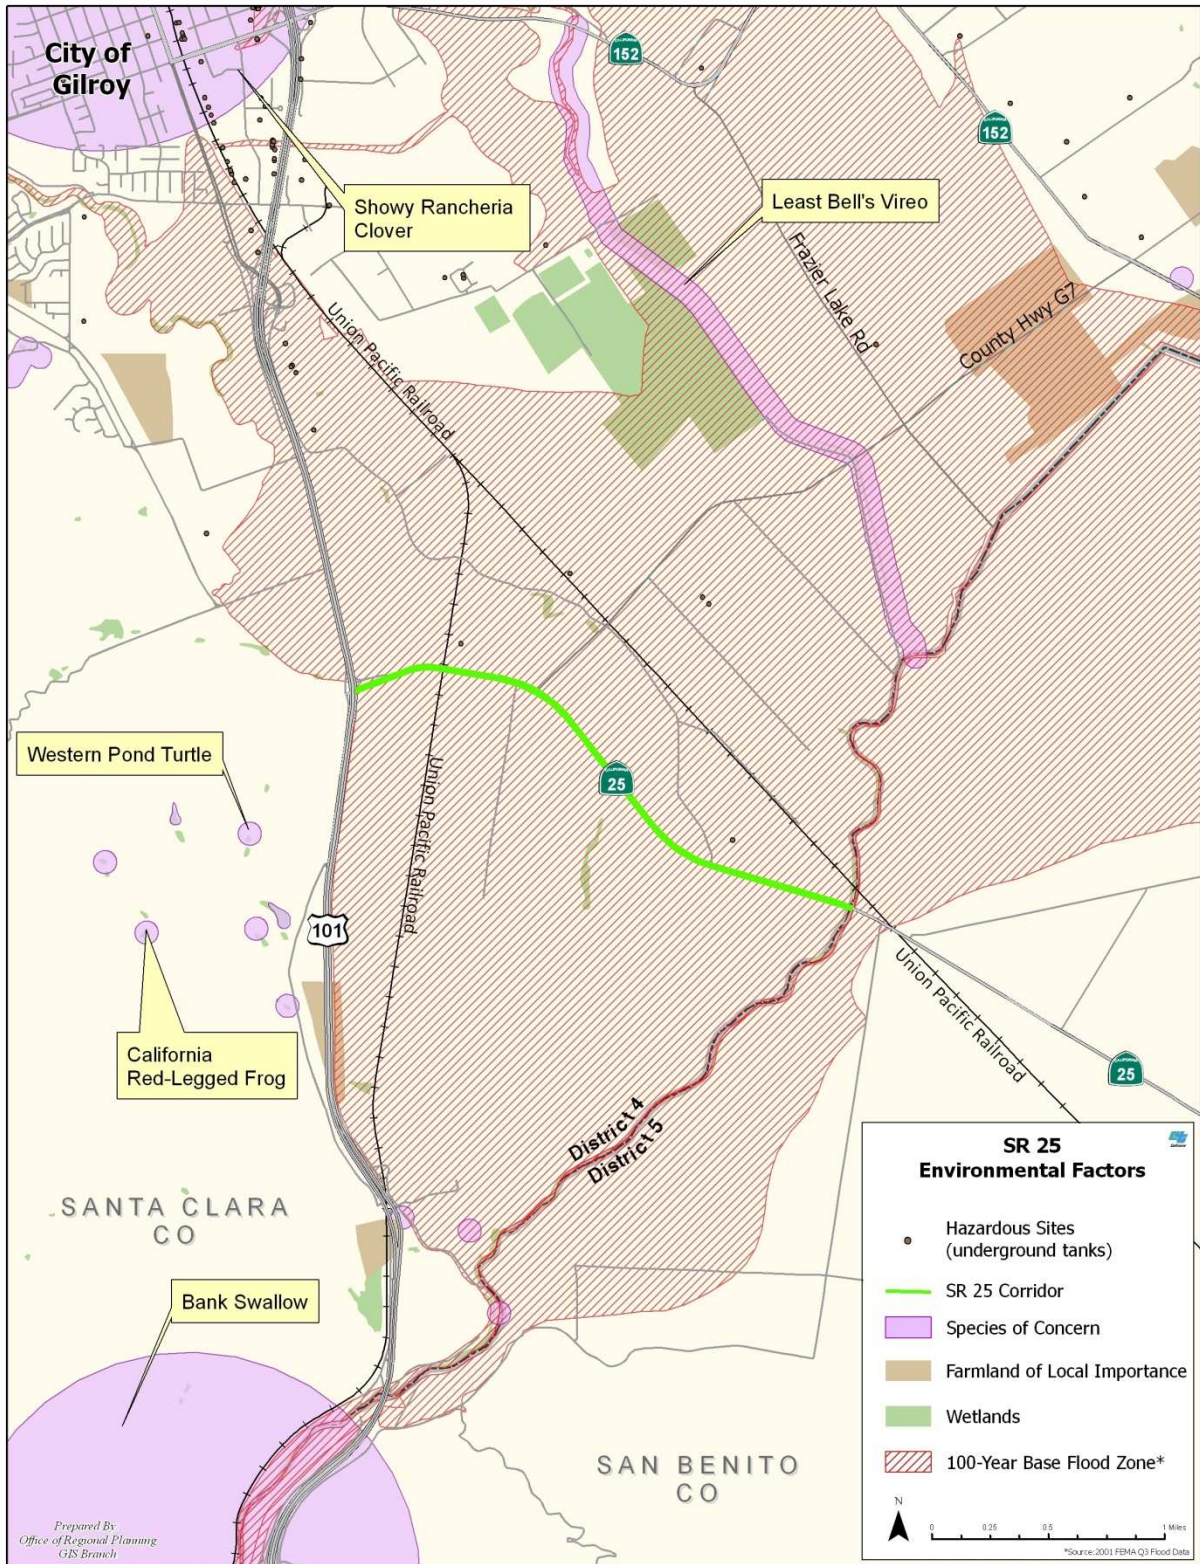 City of
Gilroy
CALIFORNIA
152
CALIFORNIA
152
Showy Rancheria
Clover
Least Bell's Vireo
Frazier Lake Rd
County Hwy G7
Union Pacific Railroad
Western Pond Turtle
CALIFORNIA
25
Union Pacific Railroad
101
California
Red-Legged Frog
Union Pacific Railroad
CALIFORNIA
25
District 4
District 5
SANTA CLARA
CO
Bank Swallow
SAN BENITO
CO
Prepared By:
Office of Regional Planning
GIS Branch
SR 25
Environmental Factors
Hazardous Sites
(underground tanks)
SR 25 Corridor
Species of Concern
Farmland of Local Importance
Wetlands
100-Year Base Flood Zone*
N
0 0.25 0.5 1 Miles
*Source:2001 FEMA Q3 Flood Data